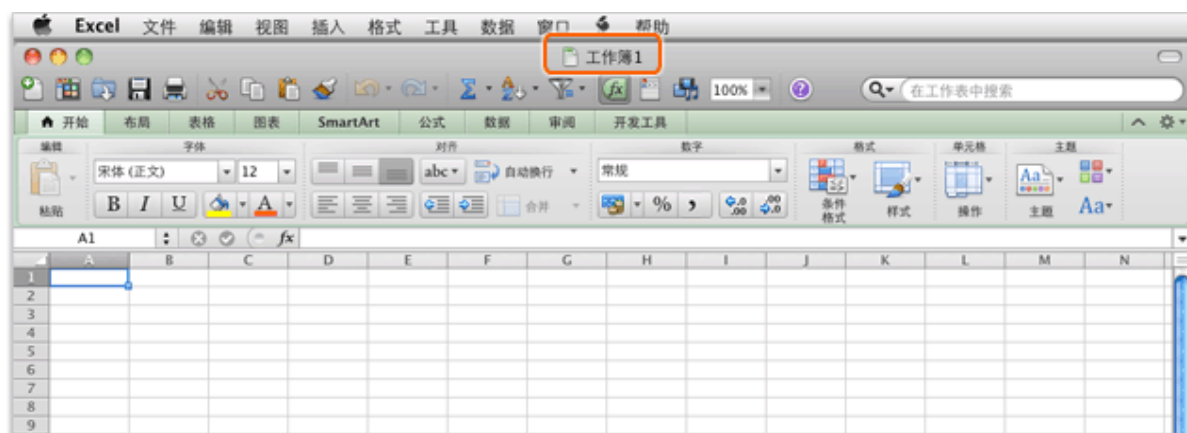 Excel 文件 编辑 视图 插入 格式 工具 数据 窗口 帮助
工作簿1
100% 在工作表中搜索
开始 布局 表格 图表 SmartArt 公式 数据 审阅 开发工具
编辑 字体 对齐 数字 格式 单元格 主题
宋体 (正文) 12 abc 自动换行 常规
粘贴 B I U A 合并 % 条件格式 样式 操作 主题 Aa
A1 fx
A B C D E F G H I J K L M N
1
2
3
4
5
6
7
8
9